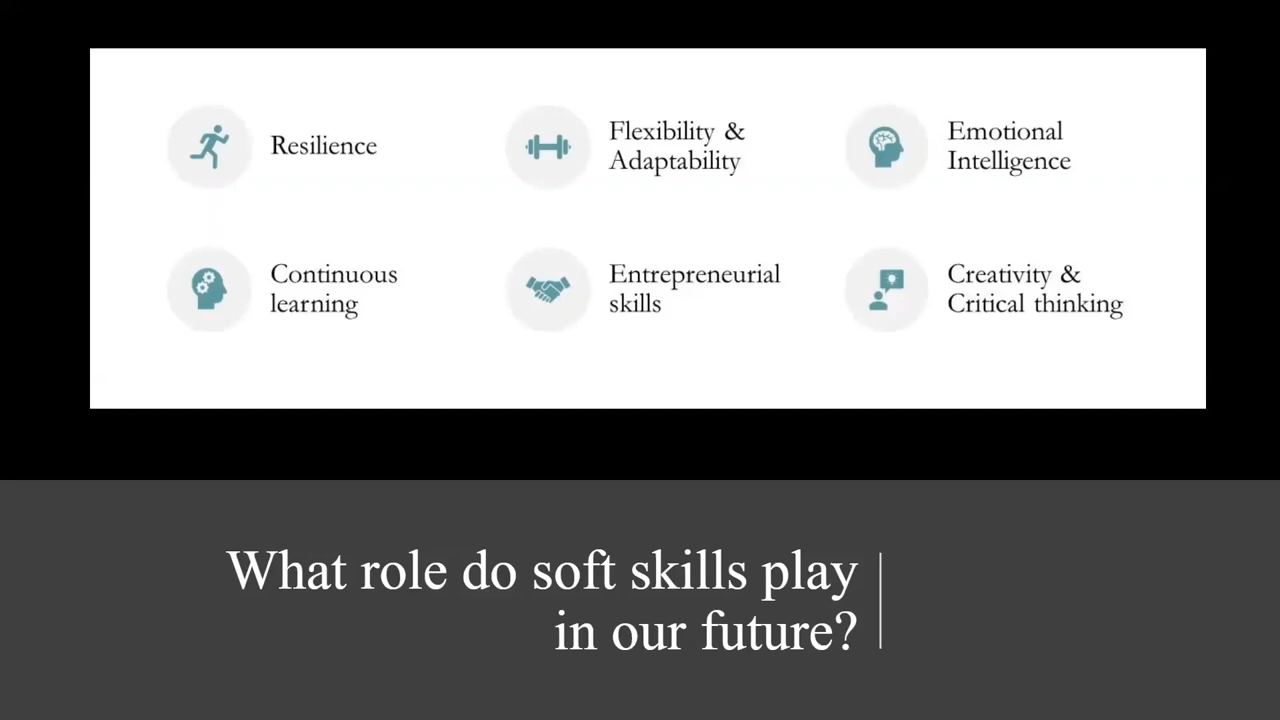 Resilience
Flexibility &
Adaptability
Emotional
Intelligence
Continuous
learning
Entrepreneurial
skills
Creativity &
Critical thinking
What role do soft skills play
in our future?